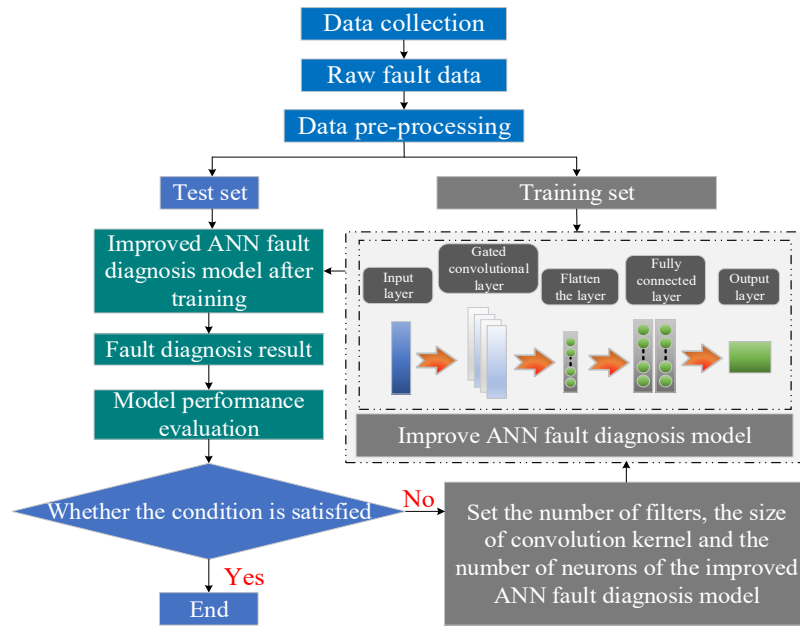 Data collection
Raw fault data
Data pre-processing
Test set
Training set
Improved ANN fault
diagnosis model after
training
Gated
convolutional
layer
Fully
connected
layer
Input
layer
Flatten
the layer
Output
layer
Fault diagnosis result
Model performance
evaluation
Improve ANN fault diagnosis model
Whether the condition is satisfied
No
Set the number of filters, the size
of convolution kernel and the
number of neurons of the improved
ANN fault diagnosis model
Yes
End